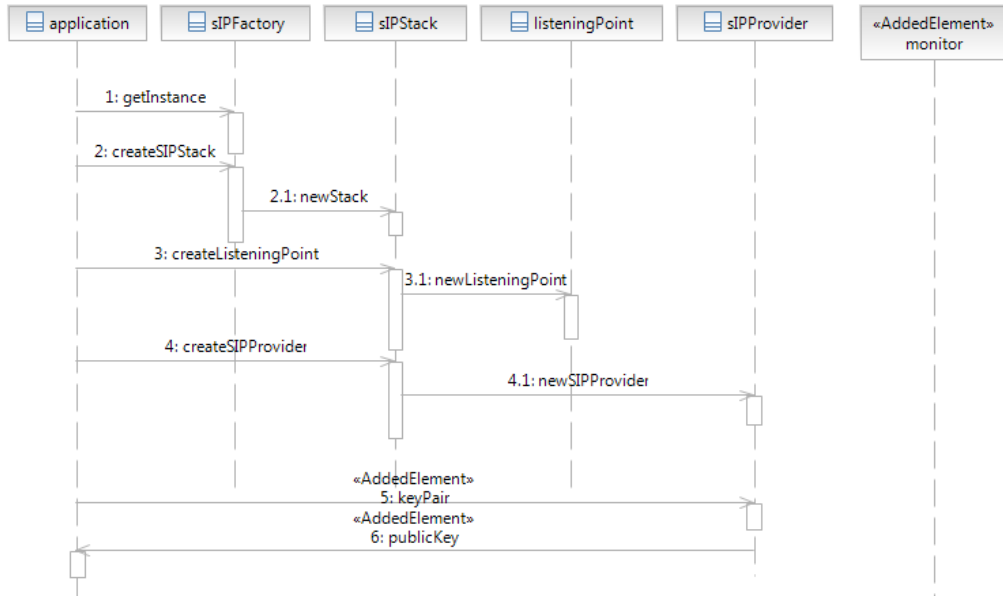 application
sIPFactory
sIPStack
listeningPoint
sIPProvider
«AddedElement»
monitor
1: getInstance
2: createSIPStack
2.1: newStack
3: createListeningPoint
3.1: newListeningPoint
4: createSIPProvider
4.1: newSIPProvider
«AddedElement»
5: keyPair
«AddedElement»
6: publicKey